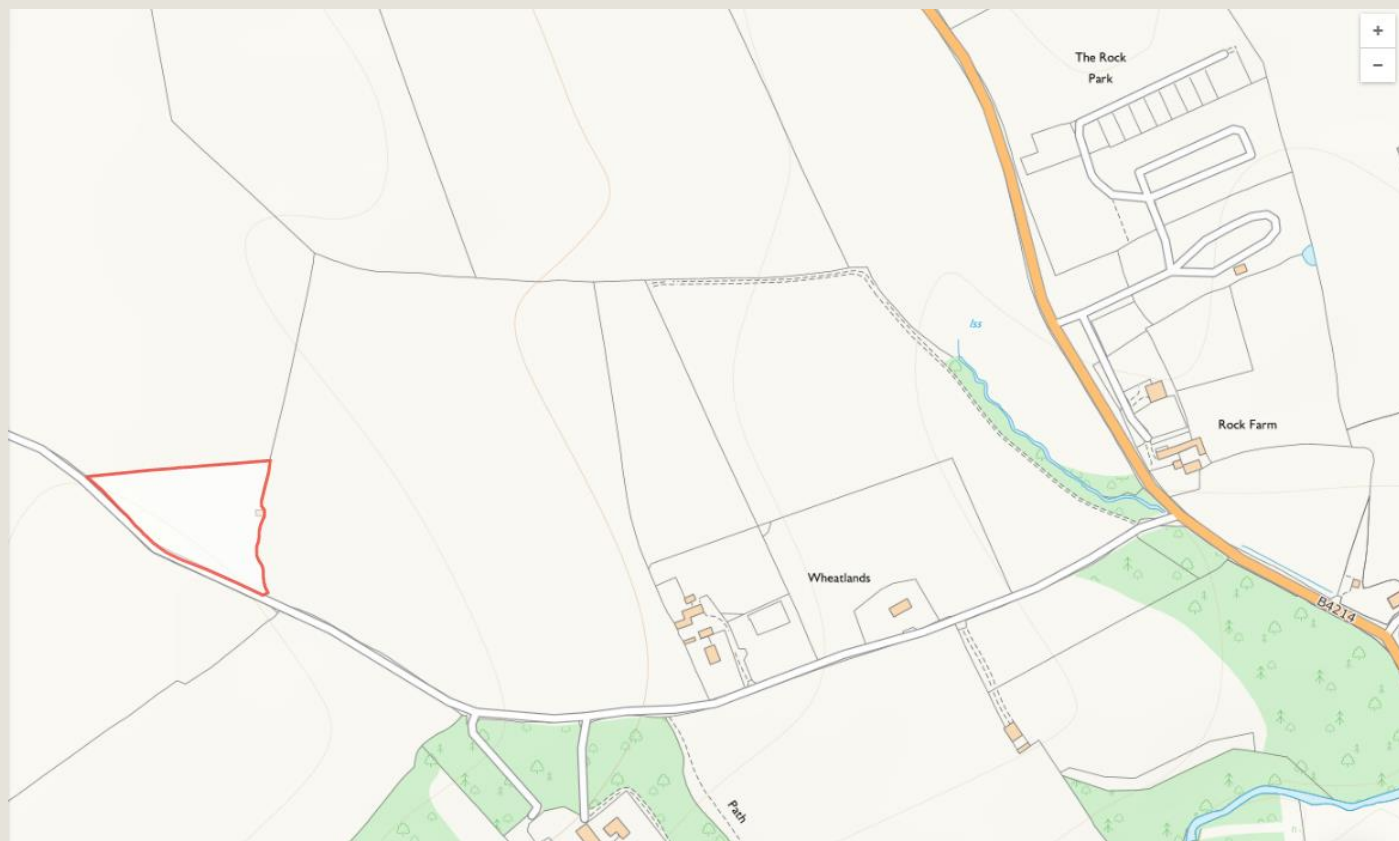 The Rock
Park
+
−
Iss
Rock Farm
Wheatlands
B4214
Path